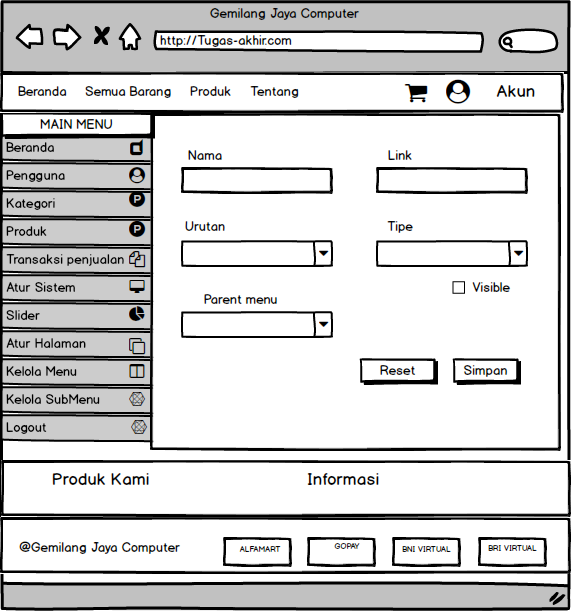 Gemilang Jaya Computer
http://Tugas-akhir.com
Beranda Semua Barang Produk Tentang Akun
MAIN MENU
Beranda
Pengguna
Kategori
P
Produk
P
Transaksi penjualan
Atur Sistem
Slider
Atur Halaman
Kelola Menu
Kelola SubMenu
Logout
Nama Link
Urutan Tipe
Visible
Parent menu
Reset Simpan
Produk Kami Informasi
@Gemilang Jaya Computer ALFAMART GOPAY BNI VIRTUAL BRI VIRTUAL